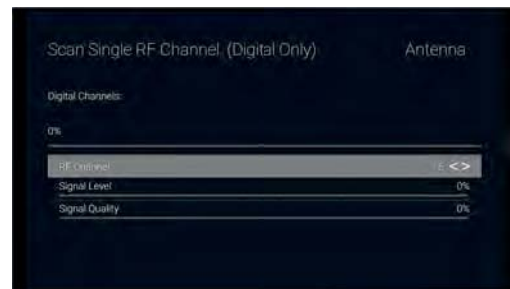 Scan Single RF Channel (Digital Only) Antenna
Digital Channels:
0%
RF Channel <>
Signal Level 0%
Signal Quality 0%